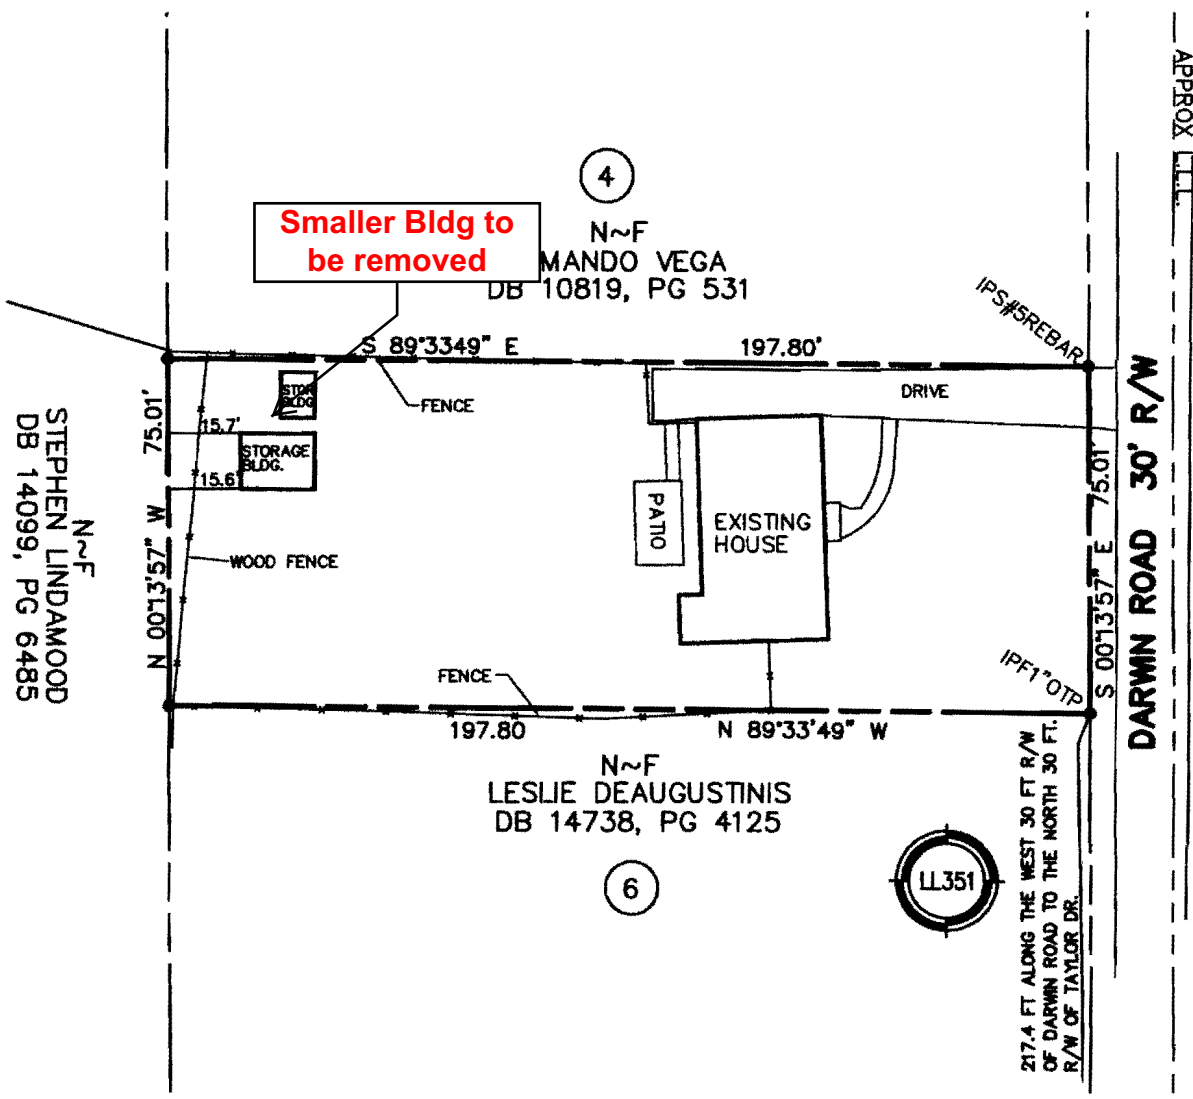 APPROX L.L.L.
4
Smaller Bldg to
be removed
N~F
MANDO VEGA
DB 10819, PG 531
IPS#5REBAR
S 89°33'49" E
197.80'
DRIVE
FENCE
STOR
BLDG
15.7'
STORAGE
BLDG.
15.6'
75.01'
N 00°13'57" W
N~F
STEPHEN LINDAMOOD
DB 14099, PG 6485
WOOD FENCE
PATIO
EXISTING
HOUSE
75.01'
S 00°13'57" E
DARWIN ROAD 30' R/W
IPF1"OTP
FENCE
197.80
N 89°33'49" W
N~F
LESLIE DEAUGUSTINIS
DB 14738, PG 4125
6
LL351
217.4 FT ALONG THE WEST 30 FT R/W
OF DARWIN ROAD TO THE NORTH 30 FT.
R/W OF TAYLOR DR.